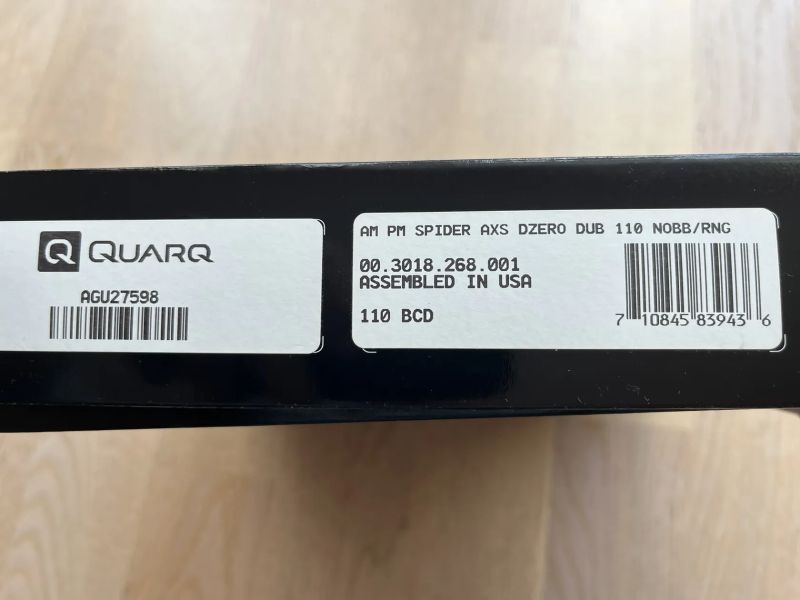 QUARQ
AGU27598
AM PM SPIDER AXS DZERO DUB 110 NOBB/RNG
00.3018.268.001
ASSEMBLED IN USA
110 BCD
7 10845 83943 6